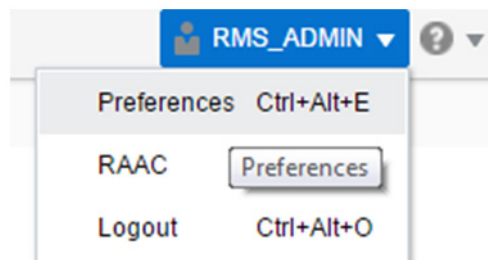 RMS_ADMIN
Preferences Ctrl+Alt+E
RAAC
Preferences
Logout Ctrl+Alt+O